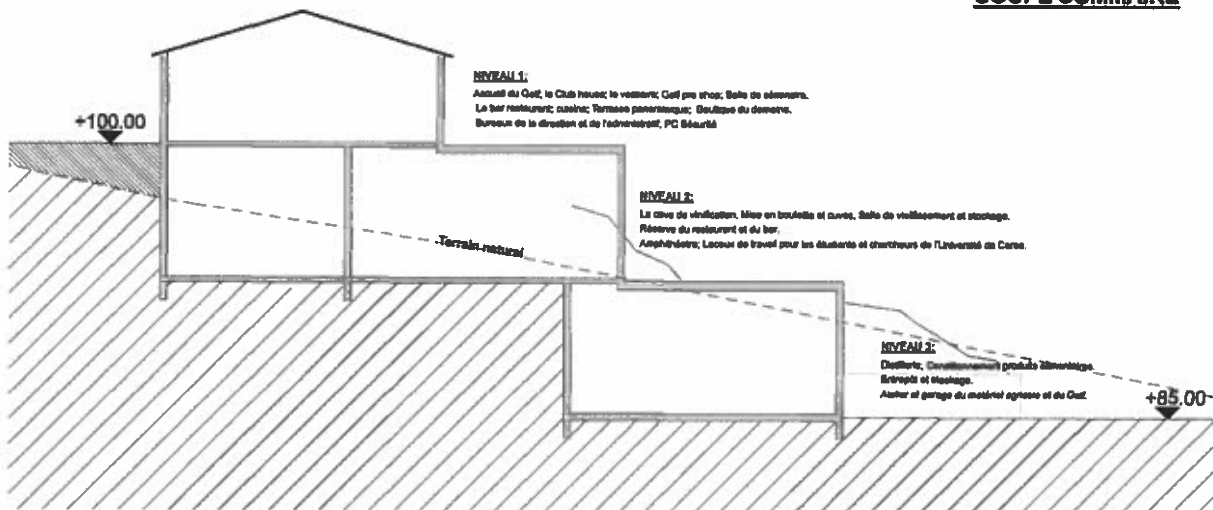 NIVEAU 1:
Accueil du Golf, le Club house; le vestiaire; Golf pro shop; Salle de séminaire.
Le bar restaurant; cuisine; Terrasse panoramique; Boutique du domaine.
Bureaux de la direction et de l'administratif, PC Sécurité
+100.00
NIVEAU 2:
La cave de vinification, Mise en bouteille et cuves, Salle de vieillissement et stockage.
Réserve du restaurant et du bar.
Amphithéatre; Locaux de travail pour les étudiants et chercheurs de l'Université de Corse.
Terrain naturel
NIVEAU 3:
Distillerie, Conditionnement produits alimentaire.
Entrepôt et stockage.
Atelier et garage du matériel agricole et du Golf.
+85.00